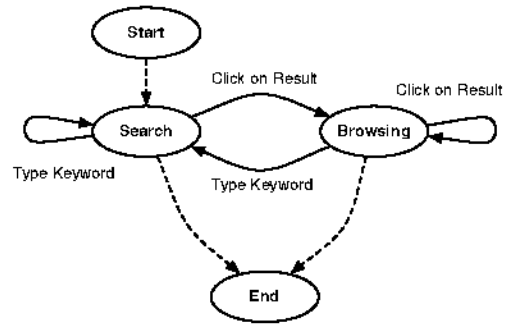 Start
Click on Result
Click on Result
Search
Browsing
Type Keyword
Type Keyword
End